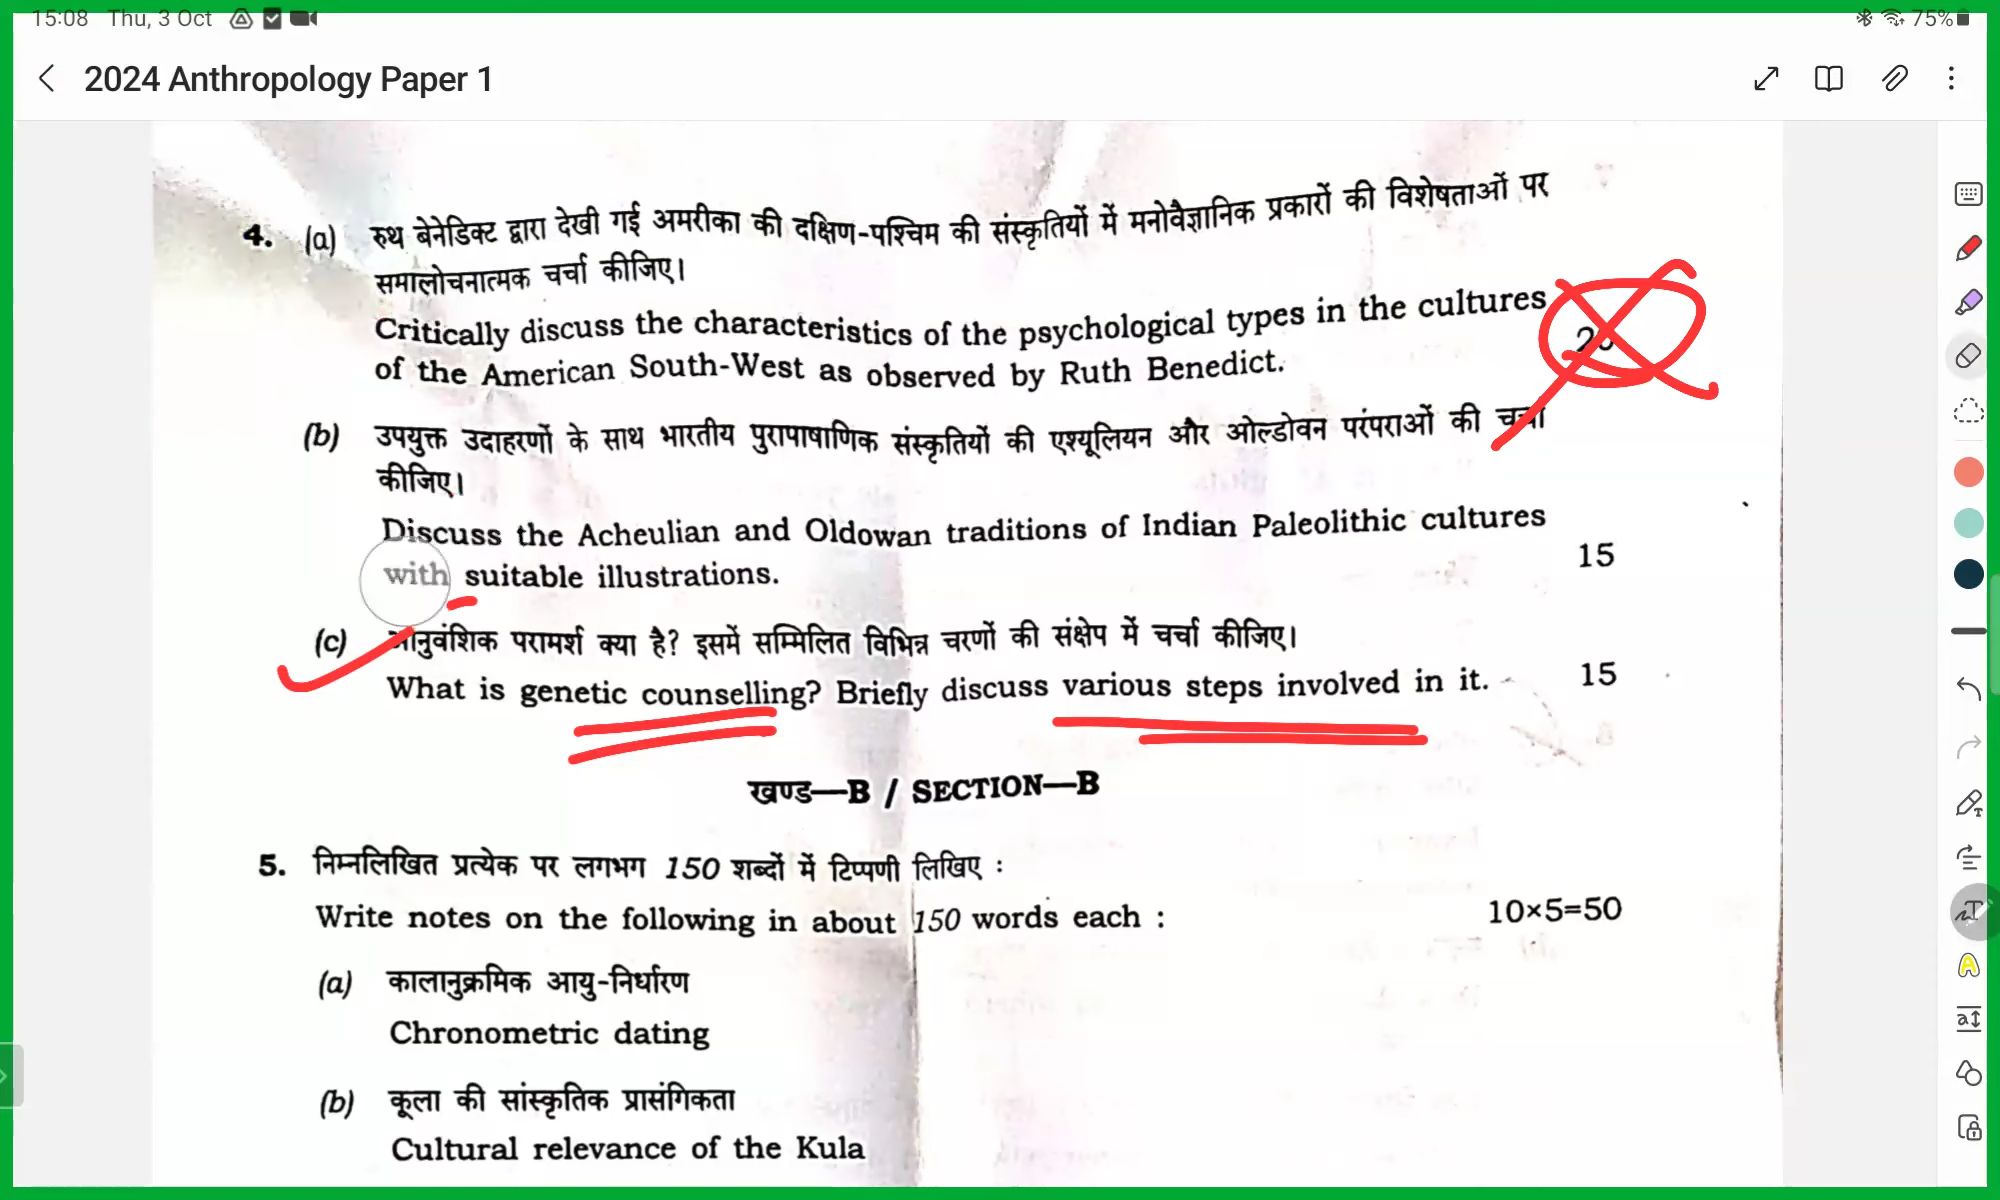 15:08 Thu, 3 Oct
75%
2024 Anthropology Paper 1
4. (a) रुथ बेनेडिक्ट द्वारा देखी गई अमरीका की दक्षिण-पश्चिम की संस्कृतियों में मनोवैज्ञानिक प्रकारों की विशेषताओं पर
समालोचनात्मक चर्चा कीजिए।
Critically discuss the characteristics of the psychological types in the cultures
of the American South-West as observed by Ruth Benedict.
(b) उपयुक्त उदाहरणों के साथ भारतीय पुरापाषाणिक संस्कृतियों की एश्यूलियन और ओल्डोवन परंपराओं की चर्चा
कीजिए।
Discuss the Acheulian and Oldowan traditions of Indian Paleolithic cultures
with suitable illustrations. 15
(c) आनुवंशिक परामर्श क्या है? इसमें सम्मिलित विभिन्न चरणों की संक्षेप में चर्चा कीजिए।
What is genetic counselling? Briefly discuss various steps involved in it. 15
खण्ड—B / SECTION—B
5. निम्नलिखित प्रत्येक पर लगभग 150 शब्दों में टिप्पणी लिखिए :
Write notes on the following in about 150 words each : 10×5=50
(a) कालानुक्रमिक आयु-निर्धारण
Chronometric dating
(b) कूला की सांस्कृतिक प्रासंगिकता
Cultural relevance of the Kula